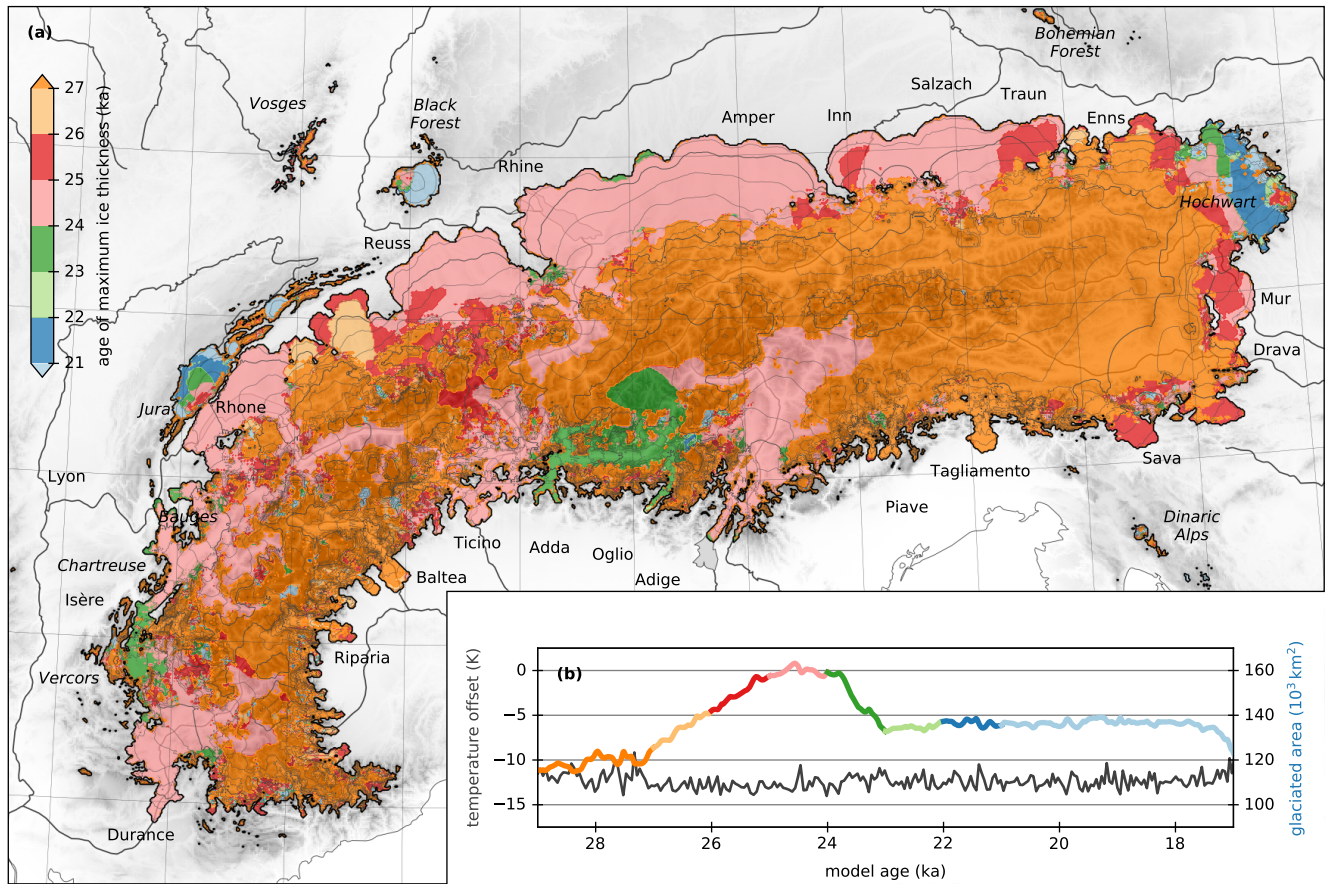 (a)
27
26
25
24
23
22
21
age of maximum ice thickness (ka)
Vosges
Black
Forest
Rhine
Reuss
Amper
Inn
Salzach
Traun
Enns
Bohemian
Forest
Hochwart
Mur
Drava
Sava
Tagliamento
Piave
Dinaric
Alps
Jura
Rhone
Lyon
Bauges
Chartreuse
Isère
Vercors
Durance
Ticino
Adda
Oglio
Adige
Baltea
Riparia
(b)
temperature offset (K)
0
−5
−10
−15
160
140
120
100
glaciated area (10³ km²)
28
26
24
22
20
18
model age (ka)